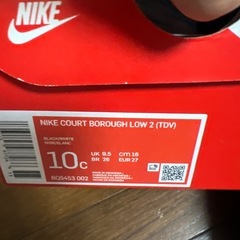 NIKE
NIKE COURT BOROUGH LOW 2 (TDV)
BLACK/WHITE
NOIR/BLANC
10C
UK 9.5 CM 16
BR 26 EUR 27
BQ5453 002